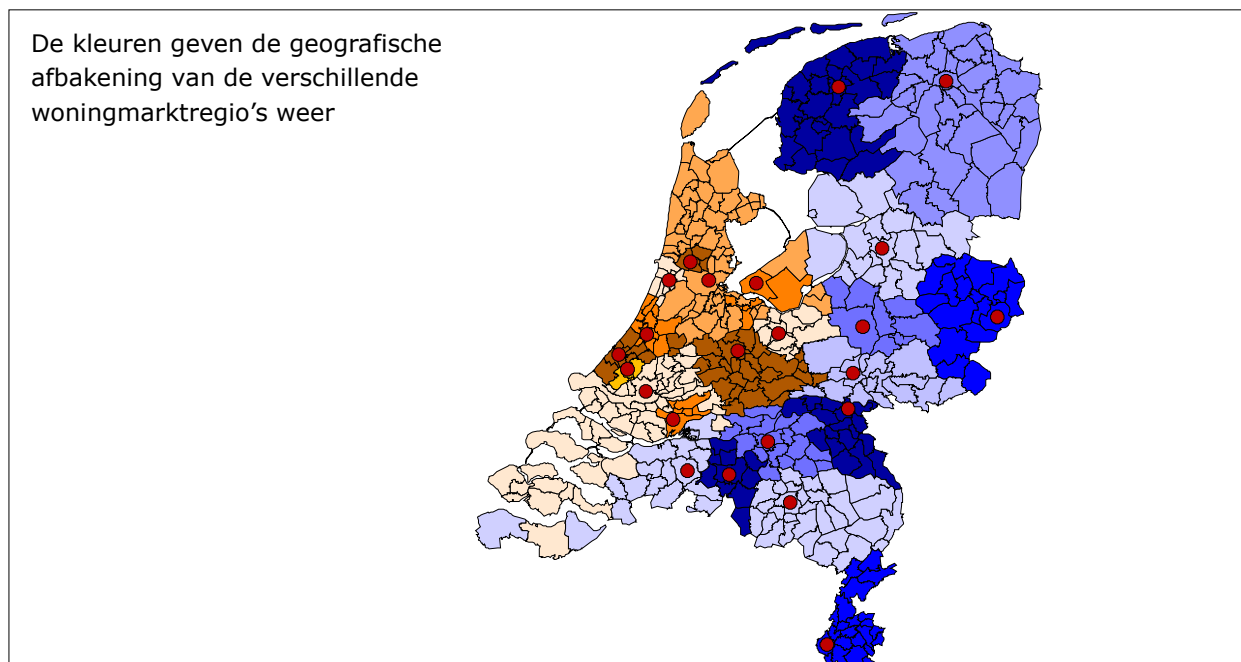 De kleuren geven de geografische
afbakening van de verschillende
woningmarktregio’s weer